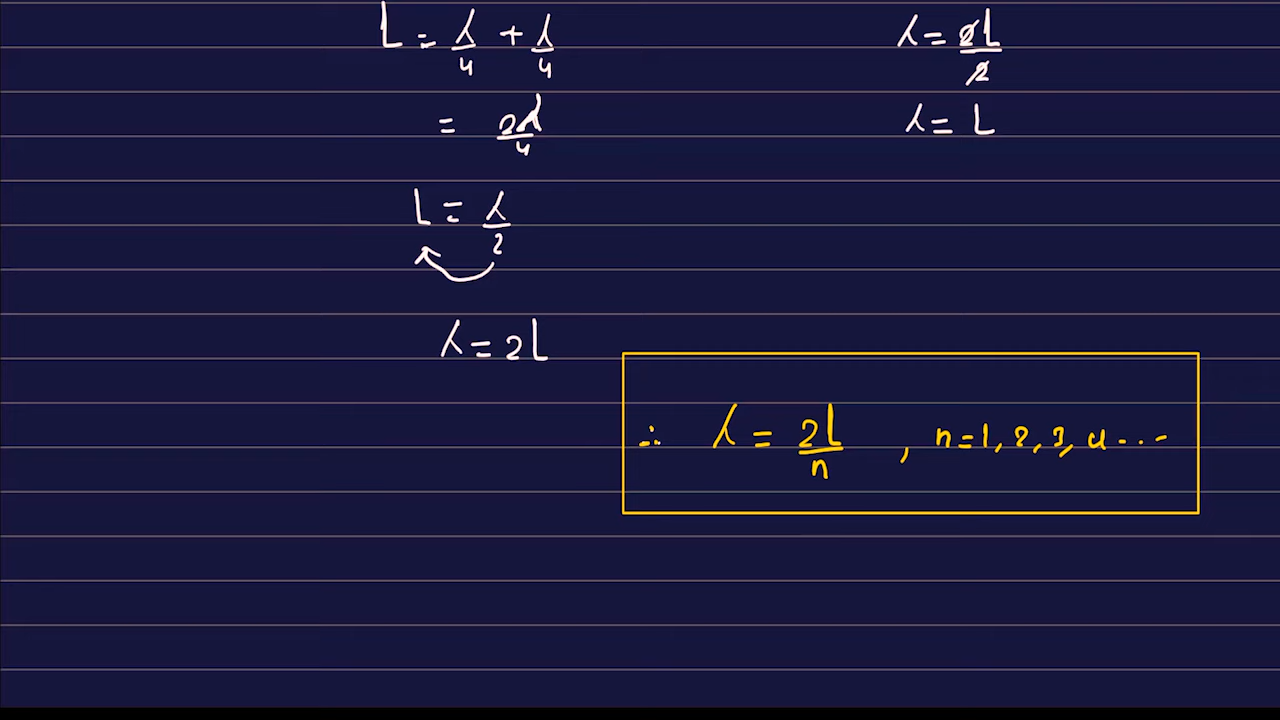 L = λ/4 + λ/4
= 2λ/4
L = λ/2
λ = 2L
λ = 2L/2
λ = L
∴ λ = 2L/n , n=1, 2, 3, 4 ...